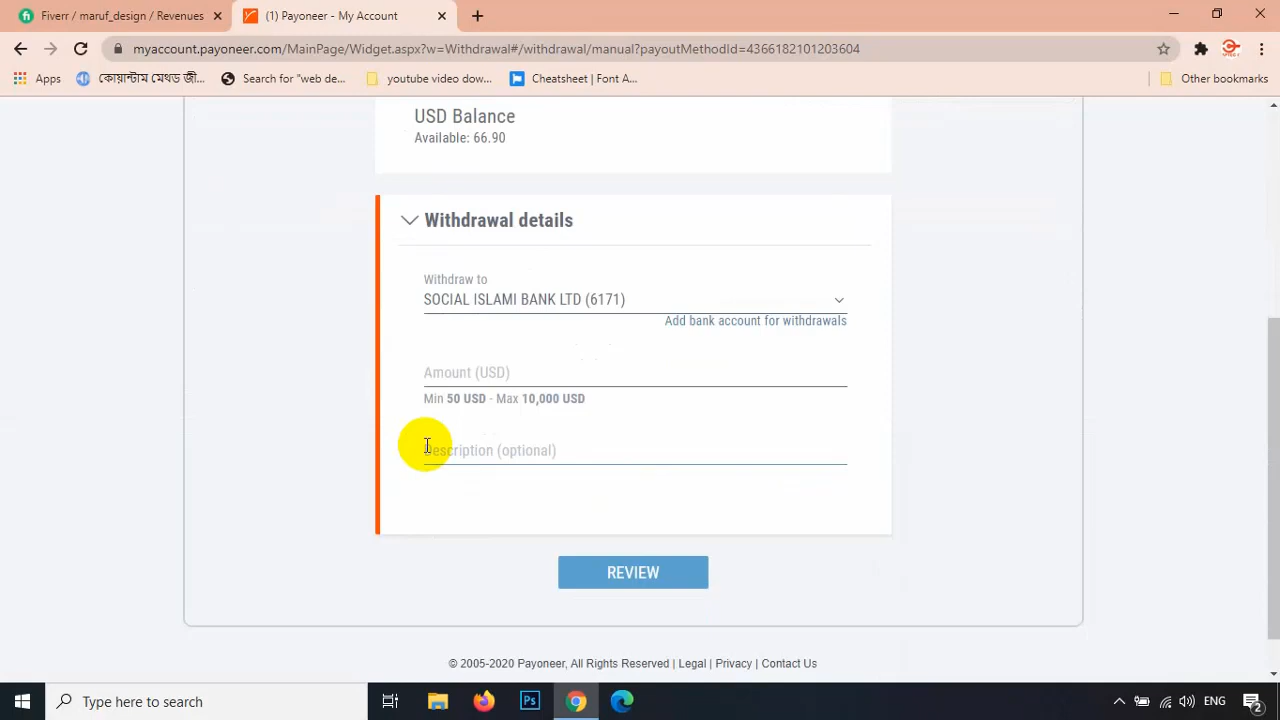 Fiverr / maruf_design / Revenues
(1) Payoneer - My Account
myaccount.payoneer.com/MainPage/Widget.aspx?w=Withdrawal#/withdrawal/manual?payoutMethodId=4366182101203604
Apps
কোয়ান্টাম মেথড জী...
Search for "web de...
youtube video dow...
Cheatsheet | Font A...
Other bookmarks
USD Balance
Available: 66.90
Withdrawal details
Withdraw to
SOCIAL ISLAMI BANK LTD (6171)
Add bank account for withdrawals
Amount (USD)
Min 50 USD - Max 10,000 USD
Description (optional)
REVIEW
© 2005-2020 Payoneer, All Rights Reserved | Legal | Privacy | Contact Us
Type here to search
Ps
ENG
2